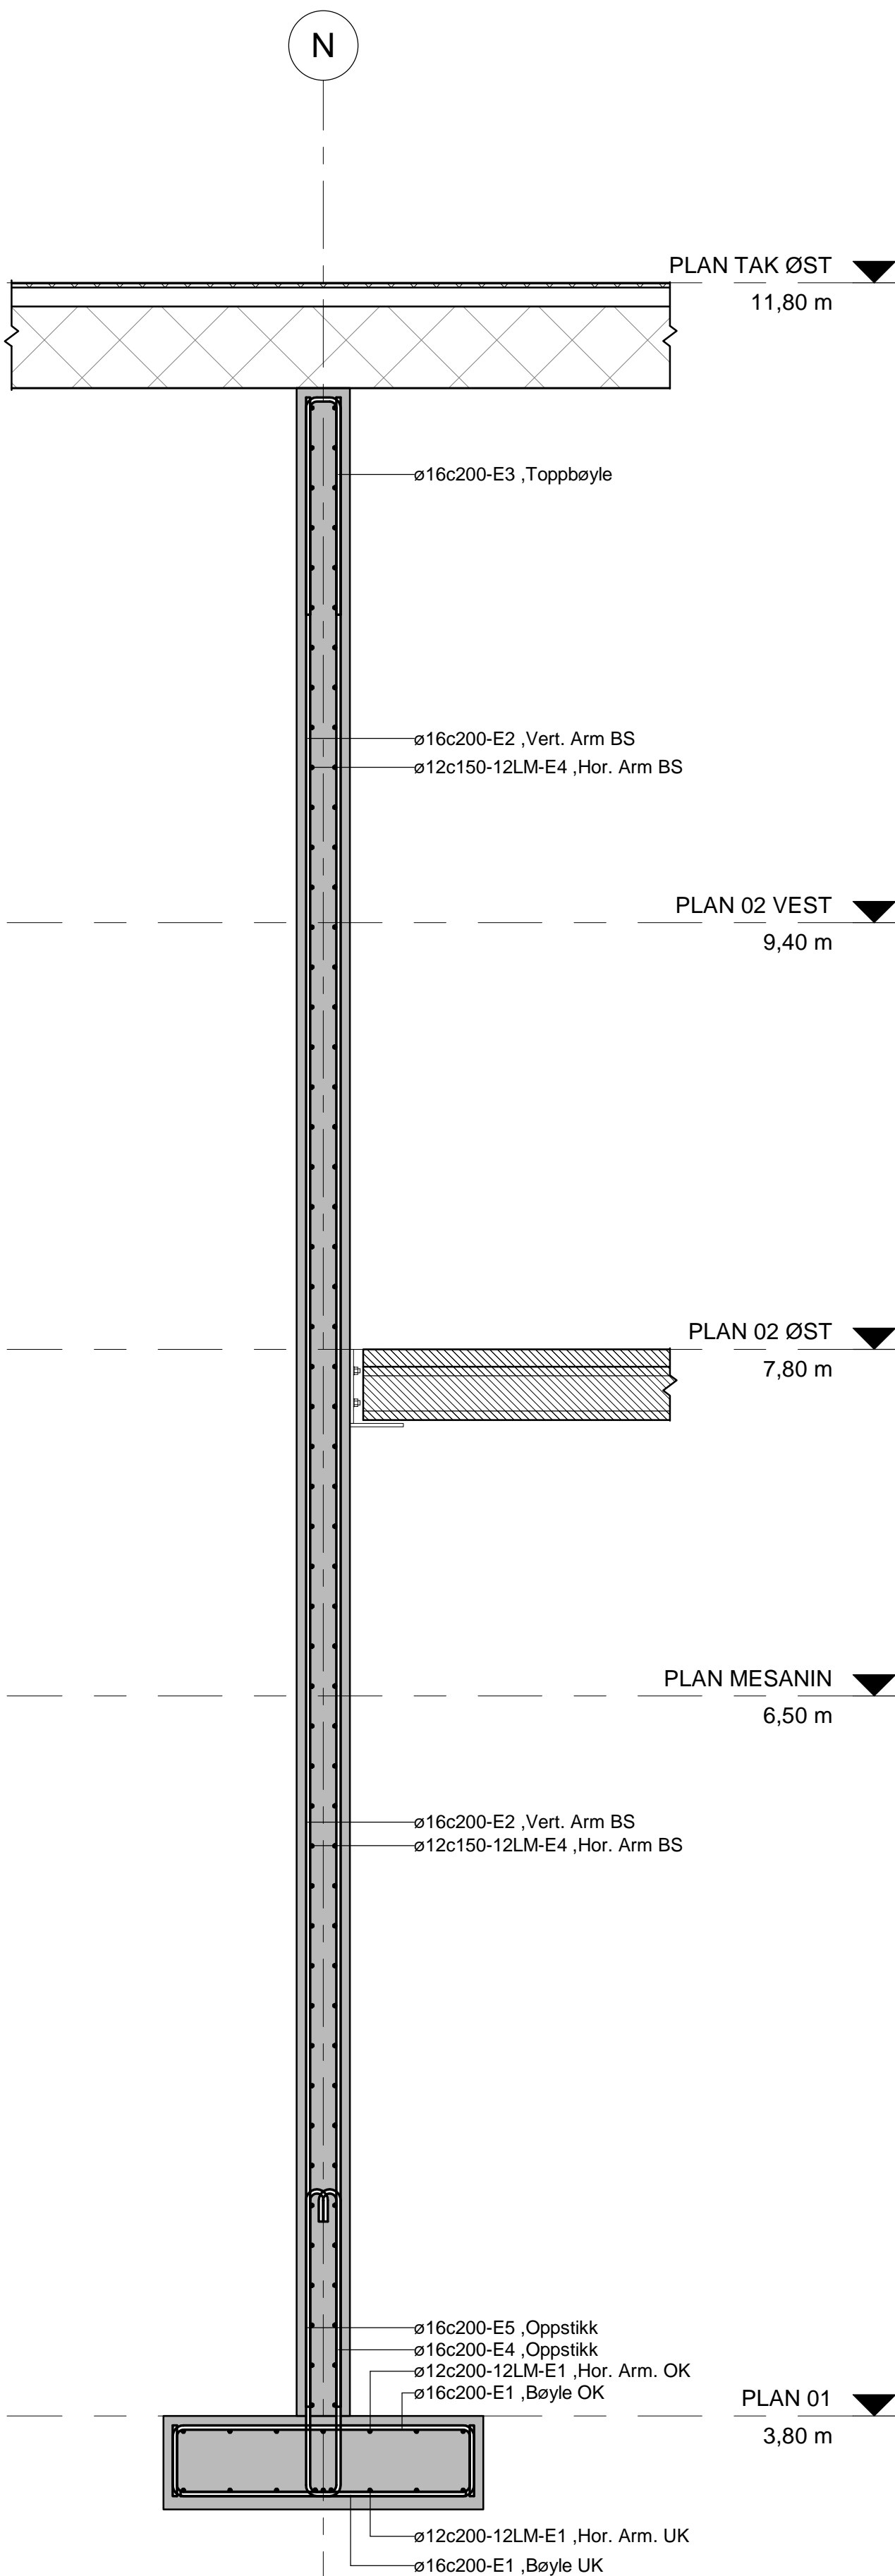 N
PLAN TAK ØST
11,80 m
ø16c200-E3 ,Toppbøyle
ø16c200-E2 ,Vert. Arm BS
ø12c150-12LM-E4 ,Hor. Arm BS
PLAN 02 VEST
9,40 m
PLAN 02 ØST
7,80 m
PLAN MESANIN
6,50 m
ø16c200-E2 ,Vert. Arm BS
ø12c150-12LM-E4 ,Hor. Arm BS
ø16c200-E5 ,Oppstikk
ø16c200-E4 ,Oppstikk
ø12c200-12LM-E1 ,Hor. Arm. OK
ø16c200-E1 ,Bøyle OK
PLAN 01
3,80 m
ø12c200-12LM-E1 ,Hor. Arm. UK
ø16c200-E1 ,Bøyle UK